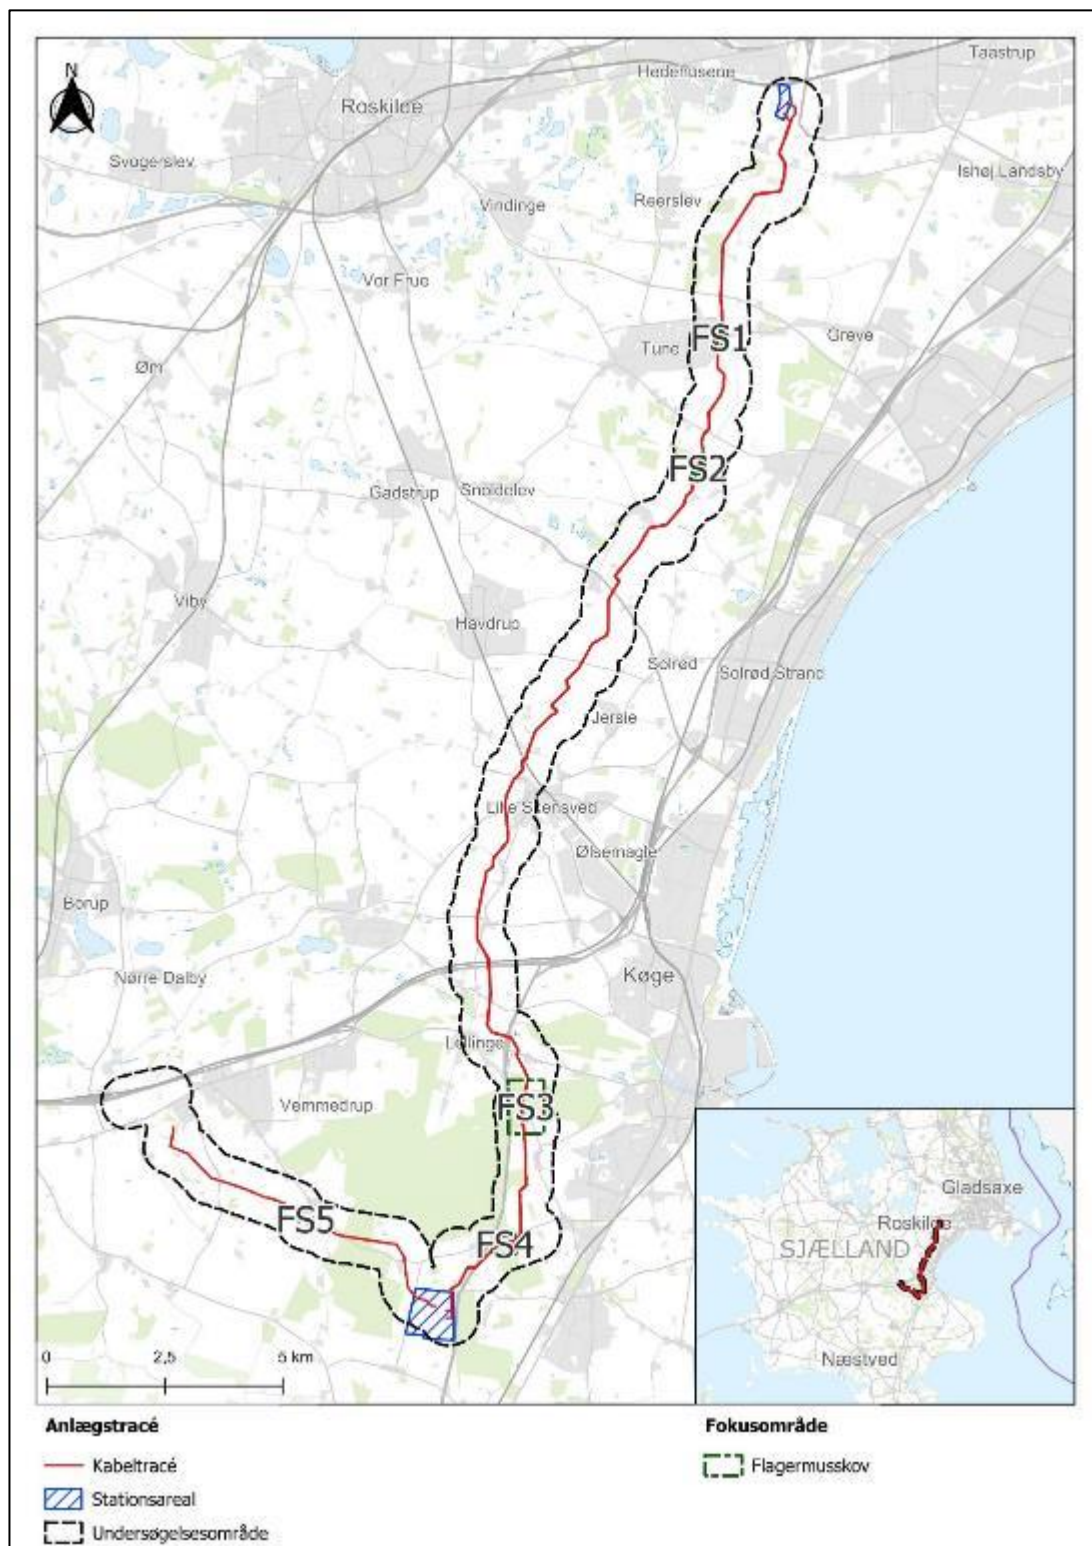 N
Taastrup
Hedehusene
Roskilde
Svogerslev
Ishøj Landsby
Reerslev
Vindinge
Vor Frue
Greve
FS1
Tune
Øm
FS2
Gadstrup
Snoldelev
Viby
Havdrup
Solrød
Solrød Strand
Jersie
Lille Skensved
Ølsemagle
Borup
Køge
Nørre Dalby
Lellinge
Vemmedrup
FS3
FS5
FS4
Gladsaxe
Roskilde
SJÆLLAND
Næstved
0 2,5 5 km
Anlægstracé
Kabeltracé
Stationsareal
Undersøgelsesområde
Fokusområde
Flagermusskov